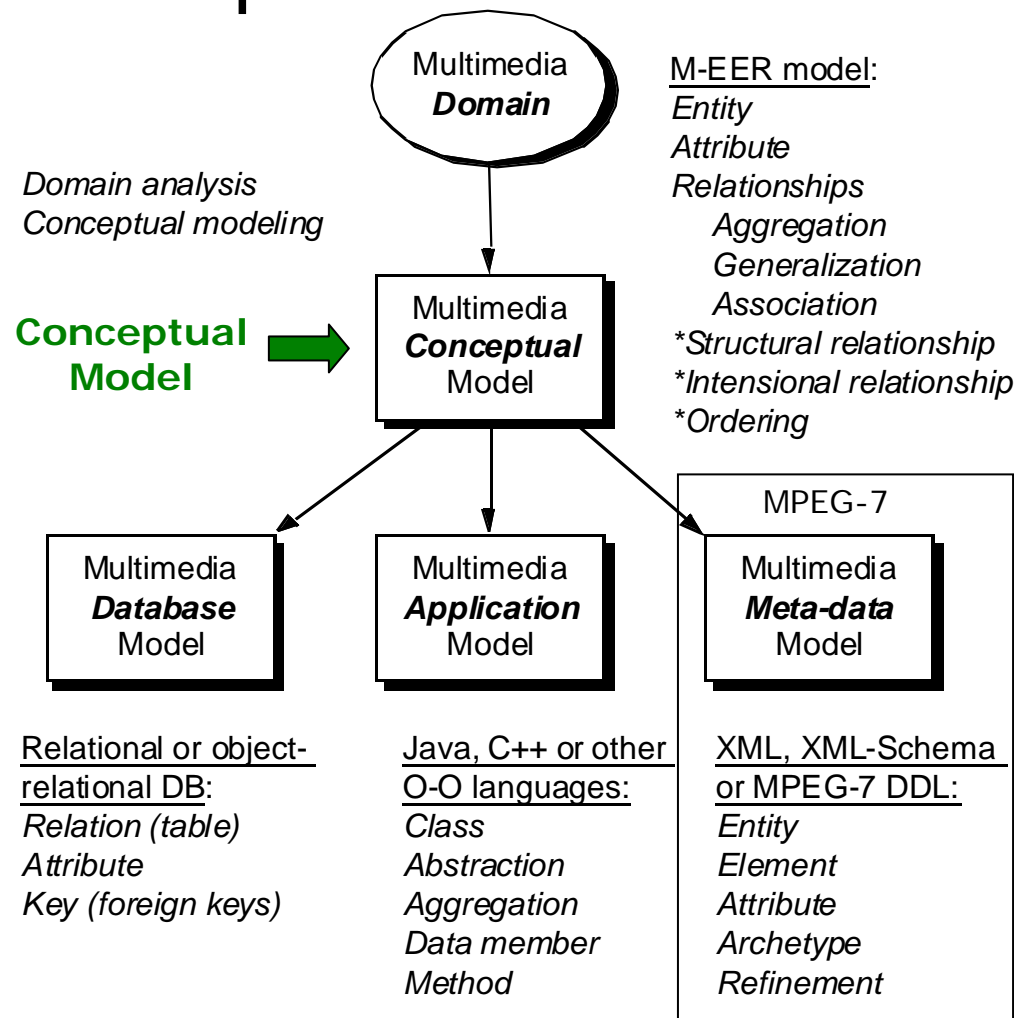 Multimedia
Domain
M-EER model:
Entity
Attribute
Relationships
Aggregation
Generalization
Association
*Structural relationship
*Intensional relationship
*Ordering
Domain analysis
Conceptual modeling
Conceptual
Model
Multimedia
Conceptual
Model
MPEG-7
Multimedia
Database
Model
Multimedia
Application
Model
Multimedia
Meta-data
Model
Relational or object-
relational DB:
Relation (table)
Attribute
Key (foreign keys)
Java, C++ or other
O-O languages:
Class
Abstraction
Aggregation
Data member
Method
XML, XML-Schema
or MPEG-7 DDL:
Entity
Element
Attribute
Archetype
Refinement